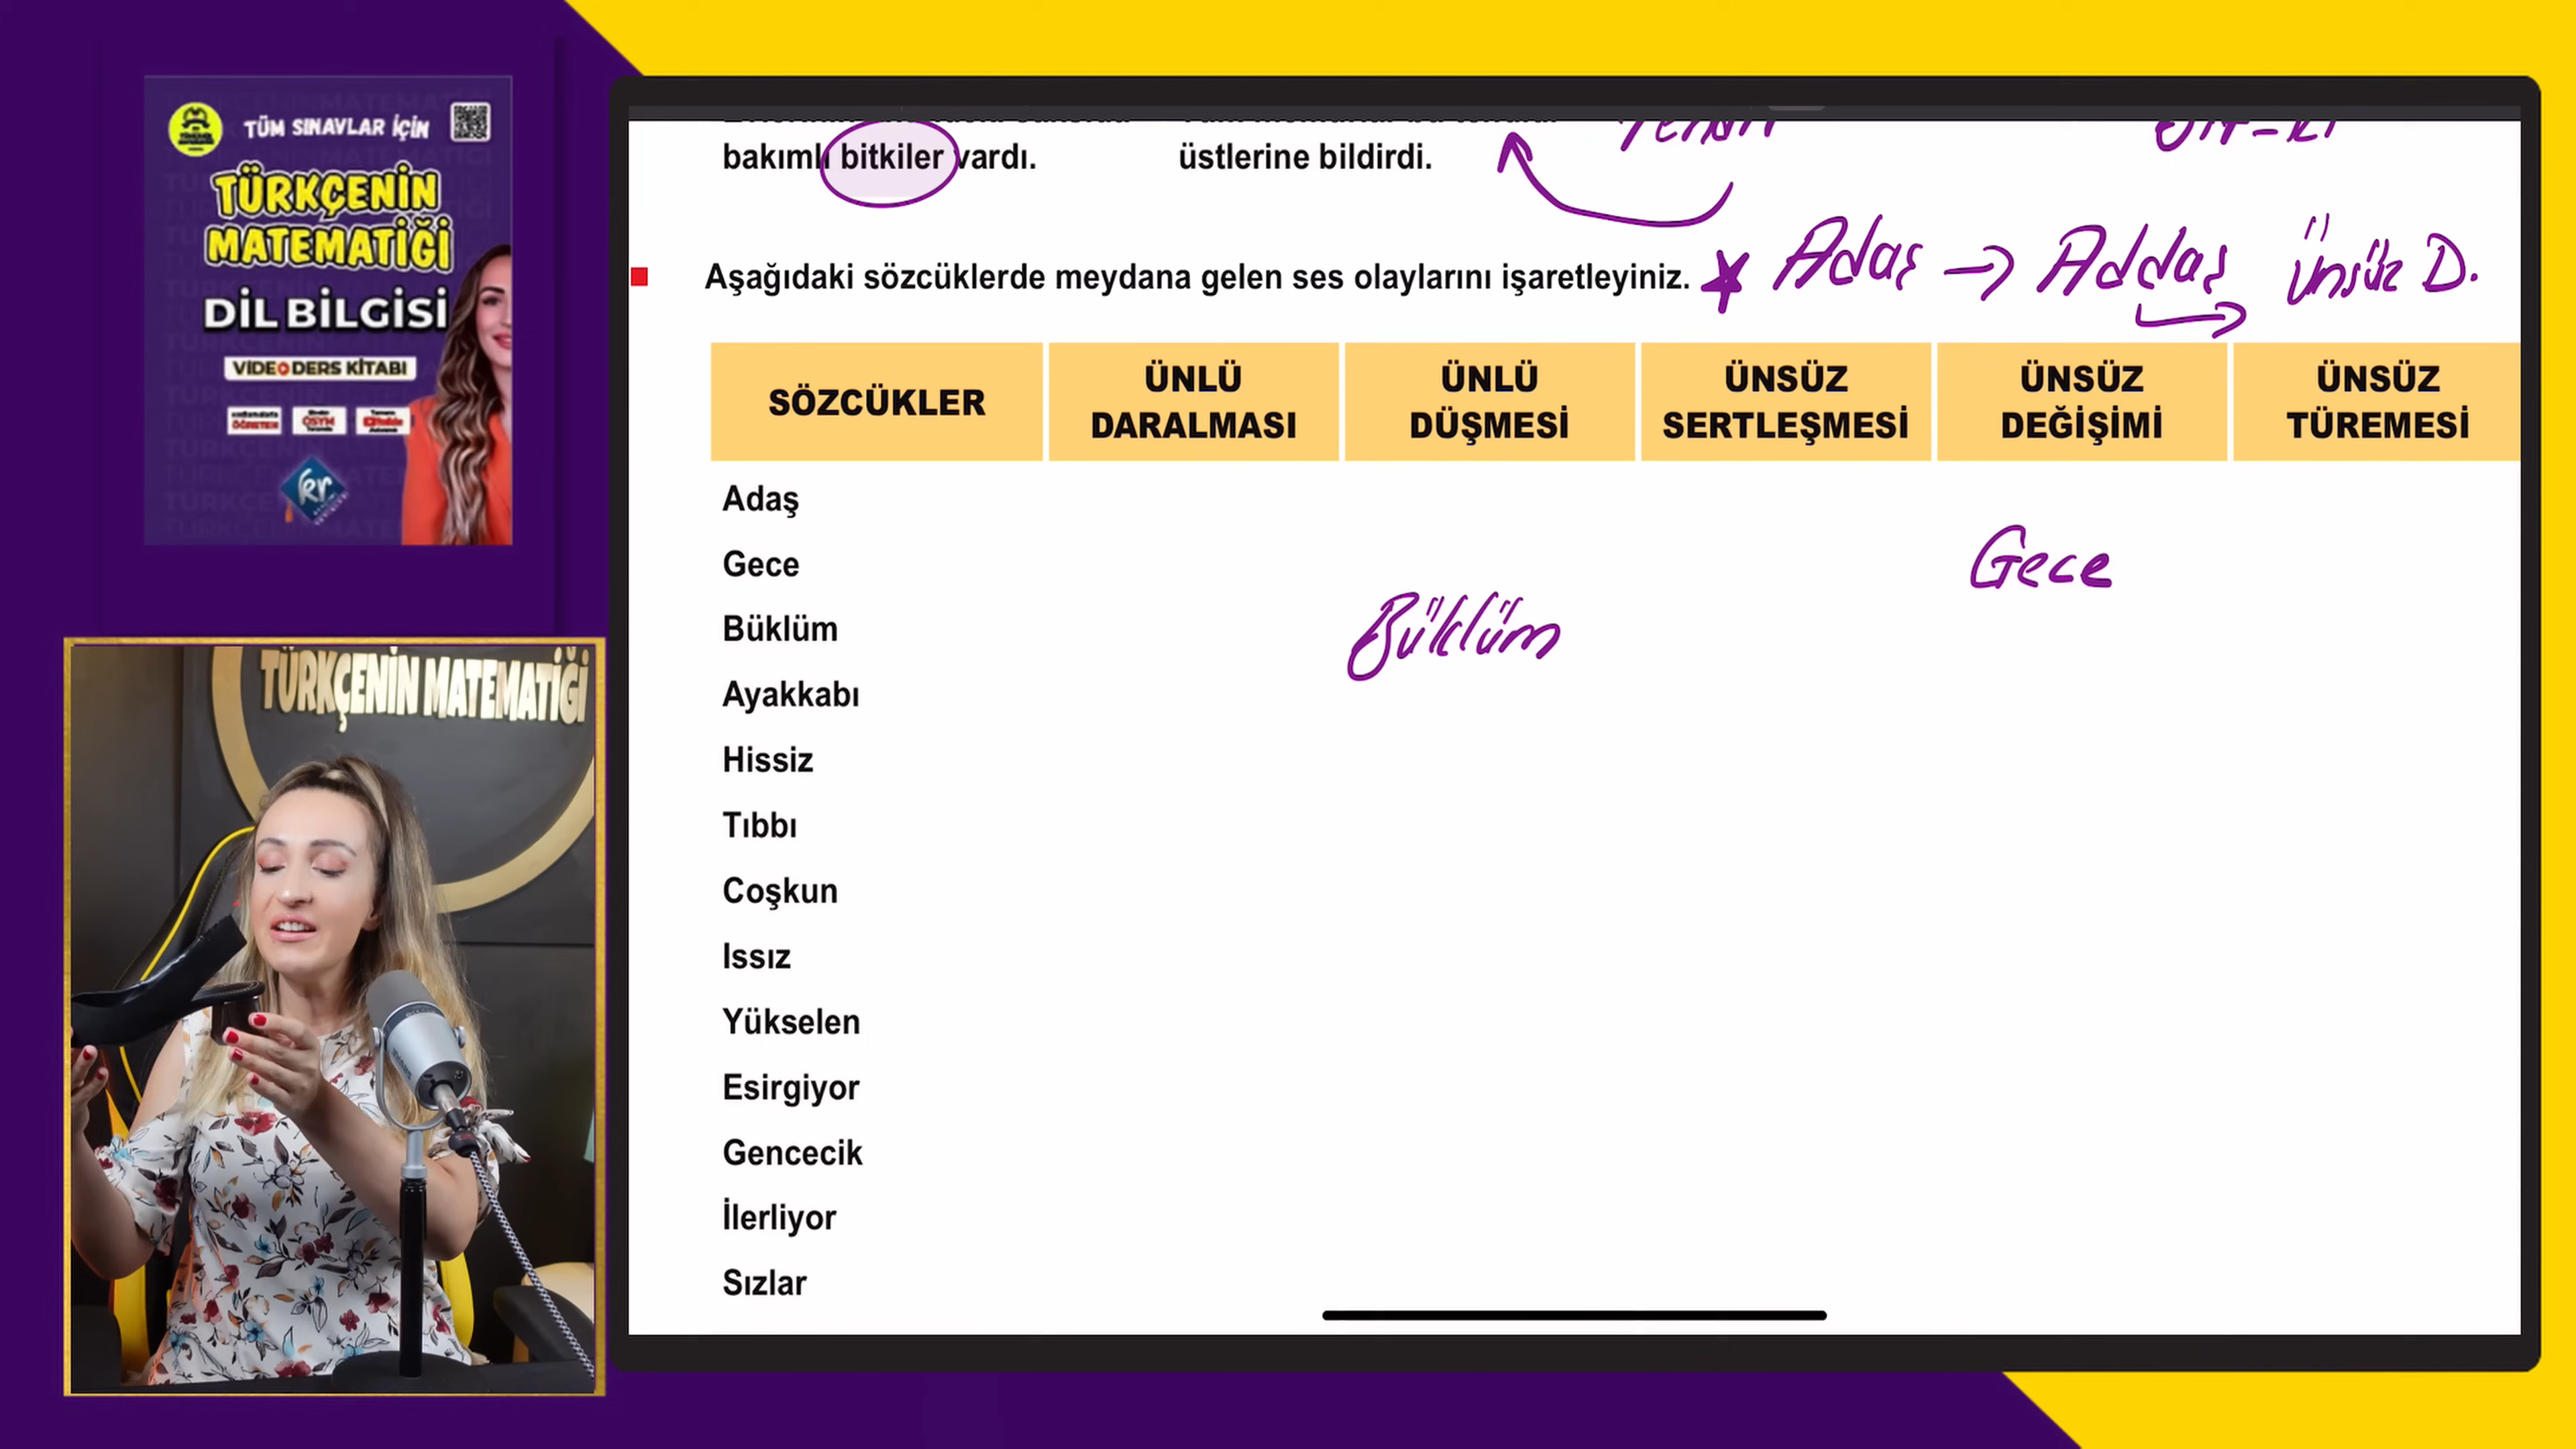 TÜM SINAVLAR İÇİN
TÜRKÇENİN
MATEMATİĞİ
DİL BİLGİSİ
VİDEO DERS KİTABI
ÖĞRETEN
ÖSYM
kr
TÜRKÇENİN MATEMATİĞİ
bakımlı bitkiler vardı.
üstlerine bildirdi.
Aşağıdaki sözcüklerde meydana gelen ses olaylarını işaretleyiniz.
Adaş → Addaş ünsüz D.
SÖZCÜKLER
ÜNLÜ DARALMASI
ÜNLÜ DÜŞMESİ
ÜNSÜZ SERTLEŞMESİ
ÜNSÜZ DEĞİŞİMİ
ÜNSÜZ TÜREMESİ
Adaş
Gece Gece
Büklüm Büklüm
Ayakkabı
Hissiz
Tıbbı
Coşkun
Issız
Yükselen
Esirgiyor
Gencecik
İlerliyor
Sızlar